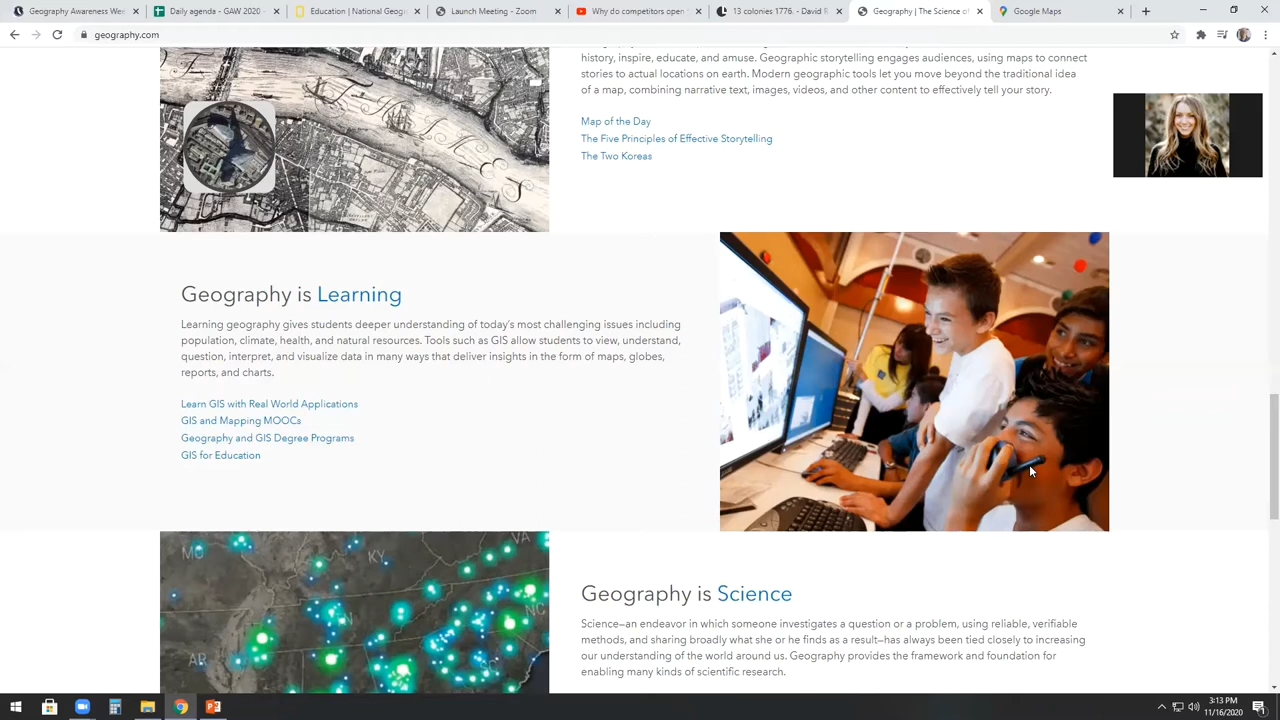 Geography Awareness Wee
Daily agenda - GAW 2020 -
Education | National Geogr
Launch Meeting - Zoom
Why do competitors open
13 colonies 1776. - David R
Geography | The Science of
Google Maps
geography.com
history, inspire, educate, and amuse. Geographic storytelling engages audiences, using maps to connect
stories to actual locations on earth. Modern geographic tools let you move beyond the traditional idea
of a map, combining narrative text, images, videos, and other content to effectively tell your story.
Map of the Day
The Five Principles of Effective Storytelling
The Two Koreas
Geography is Learning
Learning geography gives students deeper understanding of today's most challenging issues including
population, climate, health, and natural resources. Tools such as GIS allow students to view, understand,
question, interpret, and visualize data in many ways that deliver insights in the form of maps, globes,
reports, and charts.
Learn GIS with Real World Applications
GIS and Mapping MOOCs
Geography and GIS Degree Programs
GIS for Education
MO
KY
VA
NC
AR
SC
Geography is Science
Science—an endeavor in which someone investigates a question or a problem, using reliable, verifiable
methods, and sharing broadly what she or he finds as a result—has always been tied closely to increasing
our understanding of the world around us. Geography provides the framework and foundation for
enabling many kinds of scientific research.
3:13 PM
11/16/2020